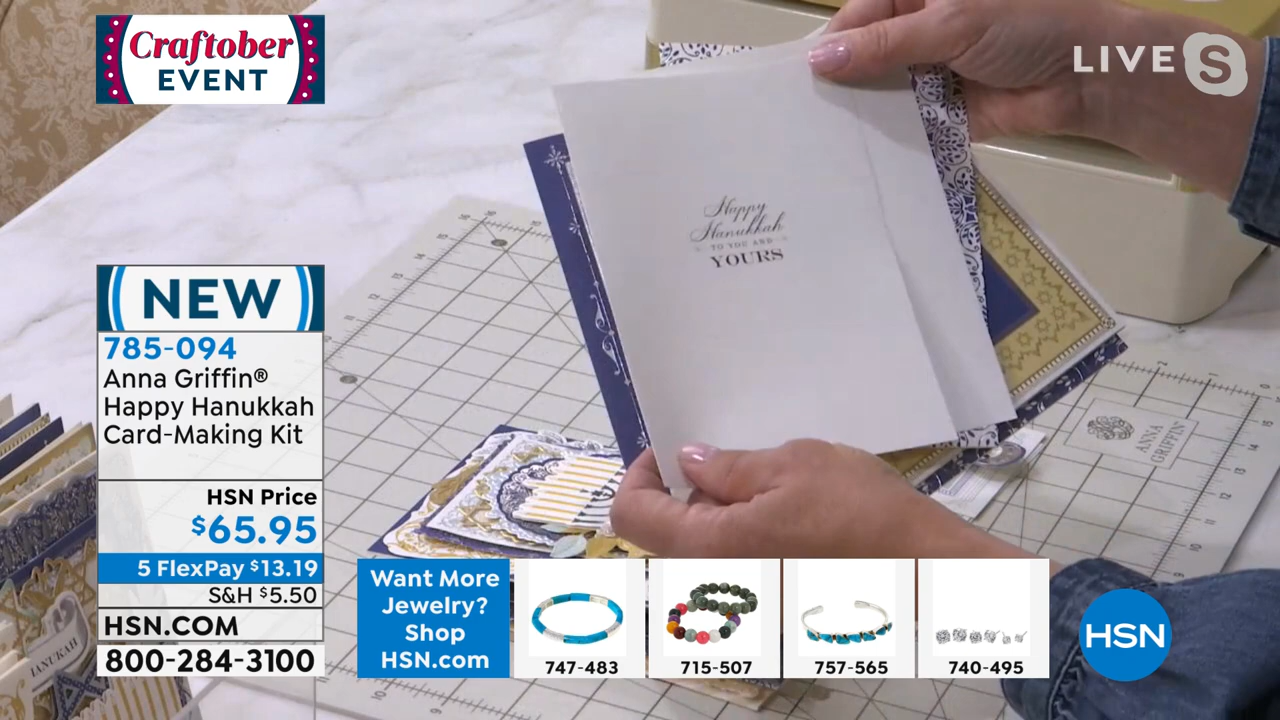 Craftober
EVENT
LIVE S
Happy
Hanukkah
TO YOU AND
YOURS
NEW
785-094
Anna Griffin®
Happy Hanukkah
Card-Making Kit
HSN Price
$65.95
5 FlexPay $13.19
S&H $5.50
HSN.COM
800-284-3100
ANNA
GRIFFIN
Want More
Jewelry?
Shop
HSN.com
747-483
715-507
757-565
740-495
HSN